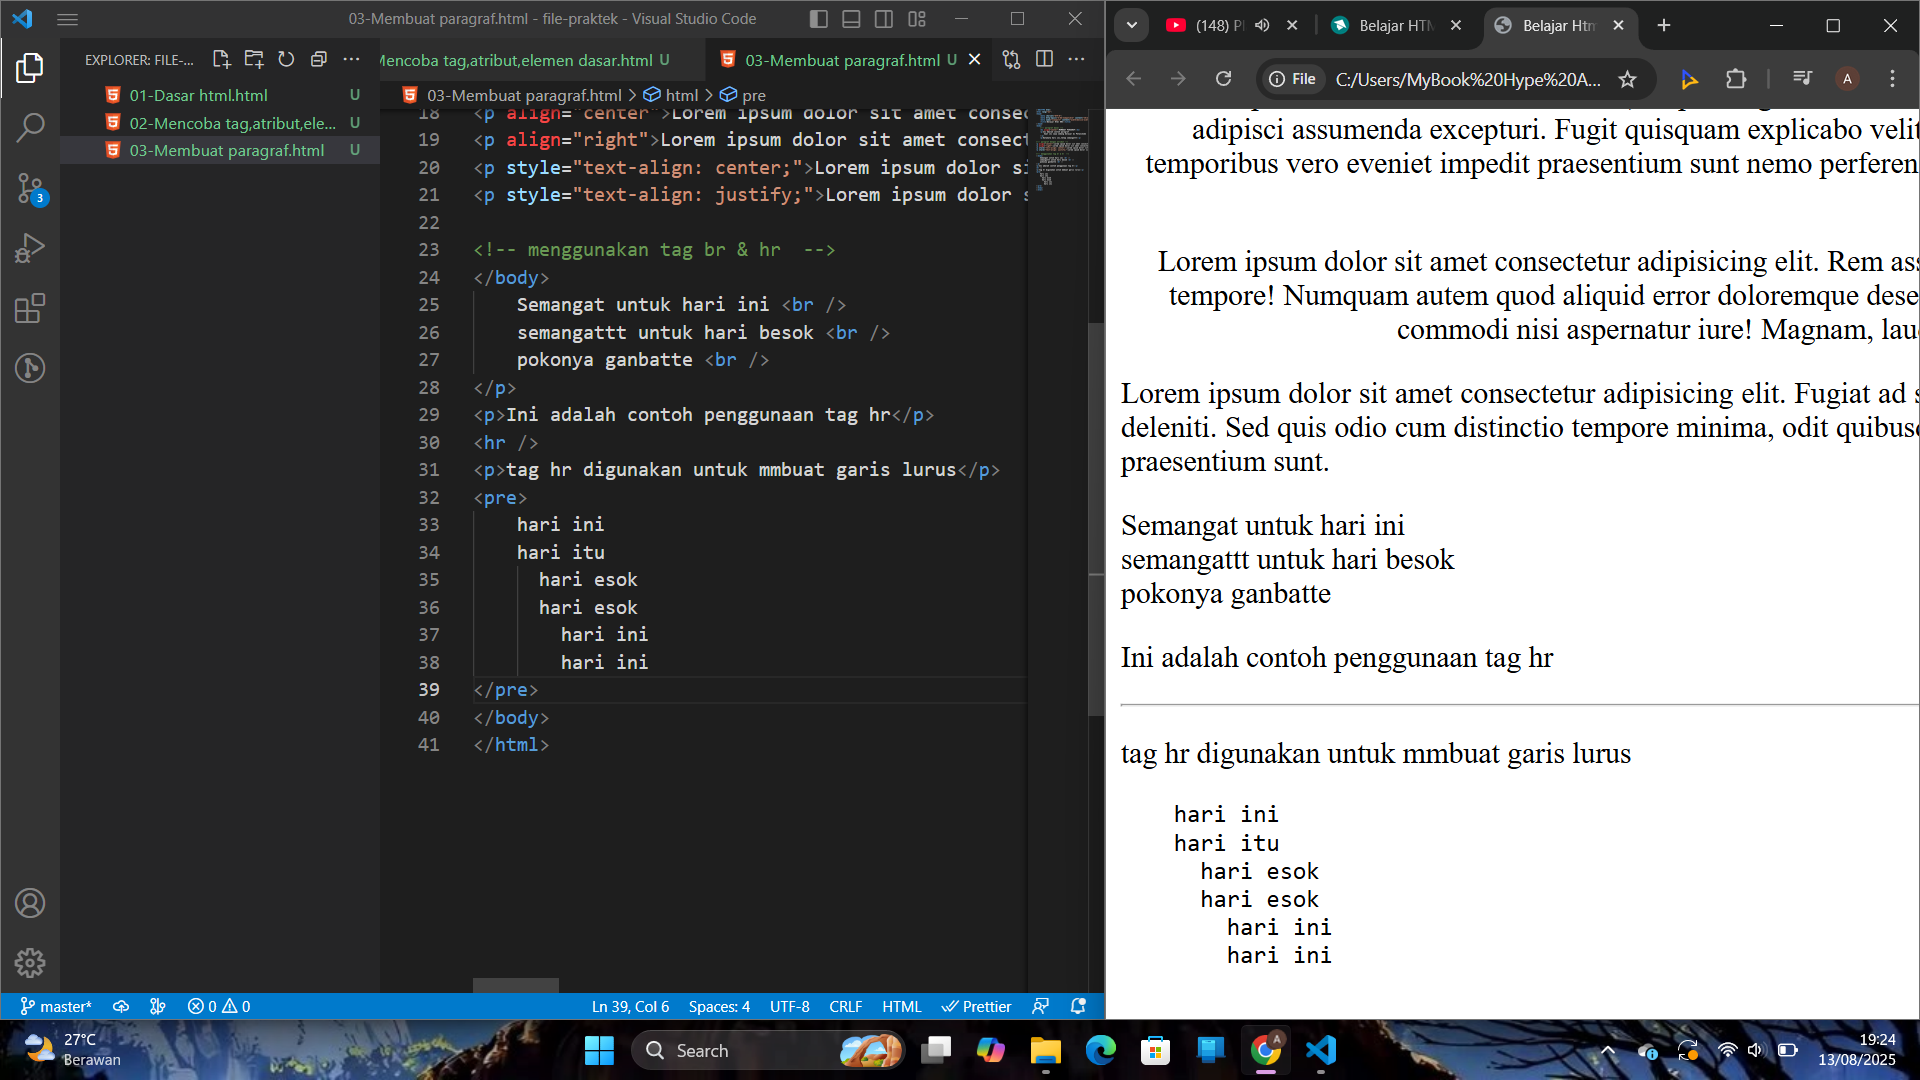 03-Membuat paragraf.html - file-praktek - Visual Studio Code
EXPLORER: FILE-...
01-Dasar html.html U
02-Mencoba tag,atribut,ele... U
03-Membuat paragraf.html U
3
Mencoba tag,atribut,elemen dasar.html U
03-Membuat paragraf.html U
03-Membuat paragraf.html > html > pre
18 <p align="center">Lorem ipsum dolor sit amet consec
19 <p align="right">Lorem ipsum dolor sit amet consect
20 <p style="text-align: center;">Lorem ipsum dolor si
21 <p style="text-align: justify;">Lorem ipsum dolor s
22
23 <!-- menggunakan tag br & hr  -->
24 </body>
25     Semangat untuk hari ini <br />
26     semangattt untuk hari besok <br />
27     pokonya ganbatte <br />
28 </p>
29 <p>Ini adalah contoh penggunaan tag hr</p>
30 <hr />
31 <p>tag hr digunakan untuk mmbuat garis lurus</p>
32 <pre>
33     hari ini
34     hari itu
35       hari esok
36       hari esok
37         hari ini
38         hari ini
39 </pre>
40 </body>
41 </html>
master* 0 0 Ln 39, Col 6 Spaces: 4 UTF-8 CRLF HTML Prettier
(148) Pl
Belajar HTM
Belajar Htm
File C:/Users/MyBook%20Hype%20A... A
adipisci assumenda excepturi. Fugit quisquam explicabo velit
temporibus vero eveniet impedit praesentium sunt nemo perferen
Lorem ipsum dolor sit amet consectetur adipisicing elit. Rem ass
tempore! Numquam autem quod aliquid error doloremque dese
commodi nisi aspernatur iure! Magnam, lau
Lorem ipsum dolor sit amet consectetur adipisicing elit. Fugiat ad s
deleniti. Sed quis odio cum distinctio tempore minima, odit quibus
praesentium sunt.
Semangat untuk hari ini
semangattt untuk hari besok
pokonya ganbatte
Ini adalah contoh penggunaan tag hr
tag hr digunakan untuk mmbuat garis lurus
hari ini
hari itu
hari esok
hari esok
hari ini
hari ini
27°C
Berawan
Search
A
19:24
13/08/2025